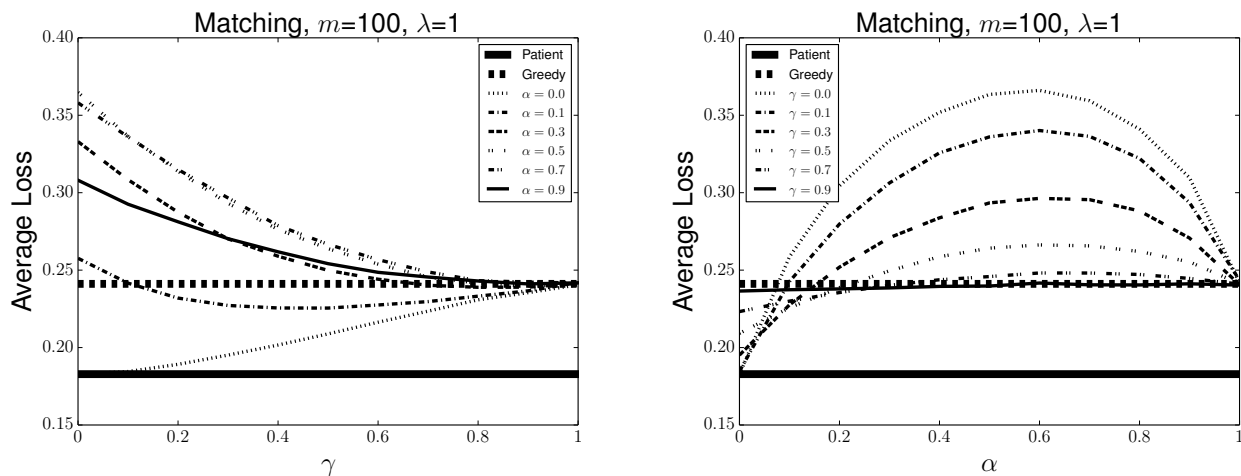 Matching, m=100, λ=1
Average Loss
0.40
0.35
0.30
0.25
0.20
0.15
0
0.2
0.4
0.6
0.8
1
γ
Patient
Greedy
α = 0.0
α = 0.1
α = 0.3
α = 0.5
α = 0.7
α = 0.9
Matching, m=100, λ=1
Average Loss
0.40
0.35
0.30
0.25
0.20
0.15
0.0
0.2
0.4
0.6
0.8
1
α
Patient
Greedy
γ = 0.0
γ = 0.1
γ = 0.3
γ = 0.5
γ = 0.7
γ = 0.9